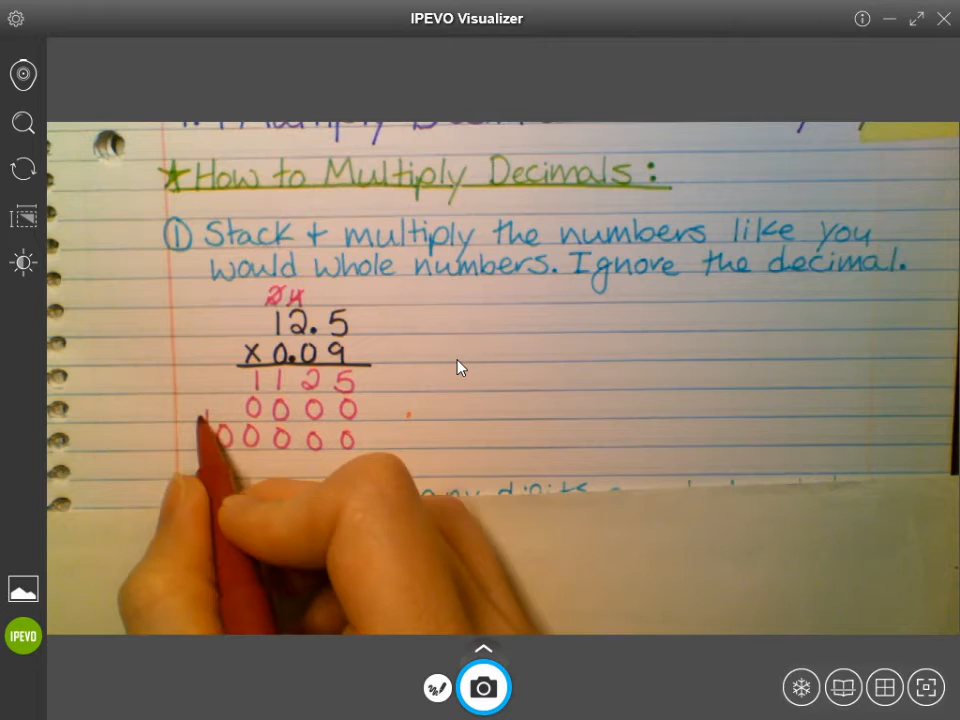 IPEVO Visualizer
How to Multiply Decimals:
① Stack + multiply the numbers like you
would whole numbers. Ignore the decimal.
24
12.5
x 0.09
1125
0000
00000
digits
IPEVO